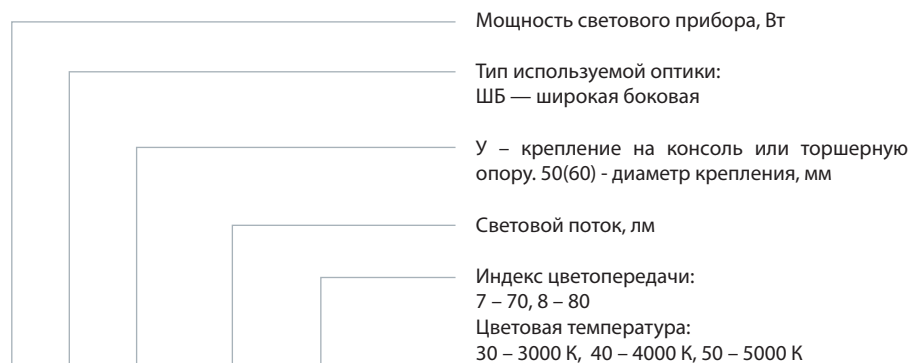 Мощность светового прибора, Вт
Тип используемой оптики:
ШБ — широкая боковая
У – крепление на консоль или торшерную
опору. 50(60) - диаметр крепления, мм
Световой поток, лм
Индекс цветопередачи:
7 – 70, 8 – 80
Цветовая температура:
30 – 3000 К, 40 – 4000 К, 50 – 5000 К